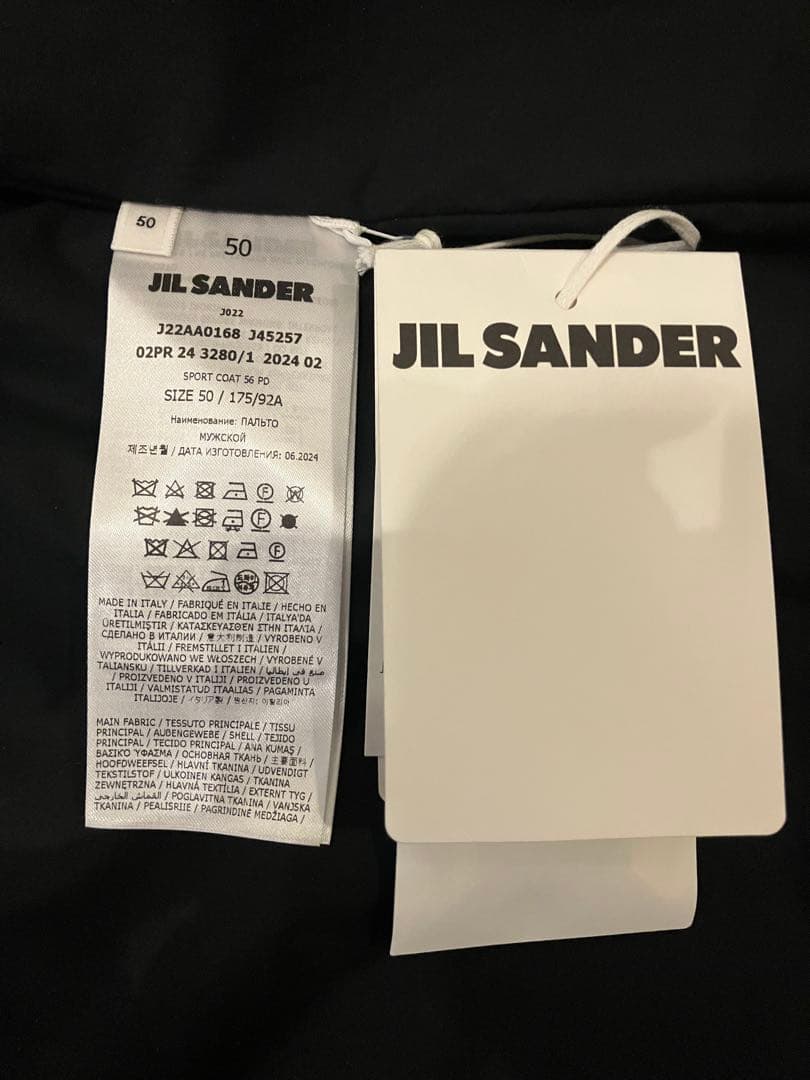 50
50
JIL SANDER
J022
J22AA0168 J45257
02PR 24 3280/1 2024 02
SPORT COAT 56 PD
SIZE 50 / 175/92A
Наименование: ПАЛЬТО
МУЖСКОЙ
제조년월 / ДАТА ИЗГОТОВЛЕНИЯ: 06.2024
MADE IN ITALY / FABRIQUÉ EN ITALIE / HECHO EN
ITALIA / FABRICADO EM ITÁLIA / ITALYA'DA
ÜRETILMIŞTIR / ΚΑΤΑΣΚΕΥΑΣΘΕΝ ΣΤΗΝ ΙΤΑΛΙΑ /
СДЕЛАНО В ИТАЛИИ / 意大利制造 / VYROBENO V
ITÁLII / FREMSTILLET I ITALIEN /
WYPRODUKOWANO WE WŁOSZECH / VYROBENÉ V
TALIANSKU / TILLVERKAD I ITALIEN / صنع في إيطاليا
/ PROIZVEDENO V ITALIJI / PROIZVEDENO U
ITALIJI / VALMISTATUD ITAALIAS / PAGAMINTA
ITALIJOJE / イタリア製 / 원산지: 이탈리아
MAIN FABRIC / TESSUTO PRINCIPALE / TISSU
PRINCIPAL / AUßENGEWEBE / SHELL / TEJIDO
PRINCIPAL / TECIDO PRINCIPAL / ANA KUMAŞ /
ΒΑΣΙΚΌ ΎΦΑΣΜΑ / ОСНОВНАЯ ТКАНЬ / 主要面料 /
HOOFDWEEFSEL / HLAVNÍ TKANINA / UDVENDIGT
TEKSTILSTOF / ULKOINEN KANGAS / TKANINA
ZEWNĘTRZNA / HLAVNÁ TEXTÍLIA / EXTERNT TYG /
القماش الخارجي / POGLAVITNA TKANINA / VANJSKA
TKANINA / PEALISRIIE / PAGRINDINĖ MEDŽIAGA /
JIL SANDER